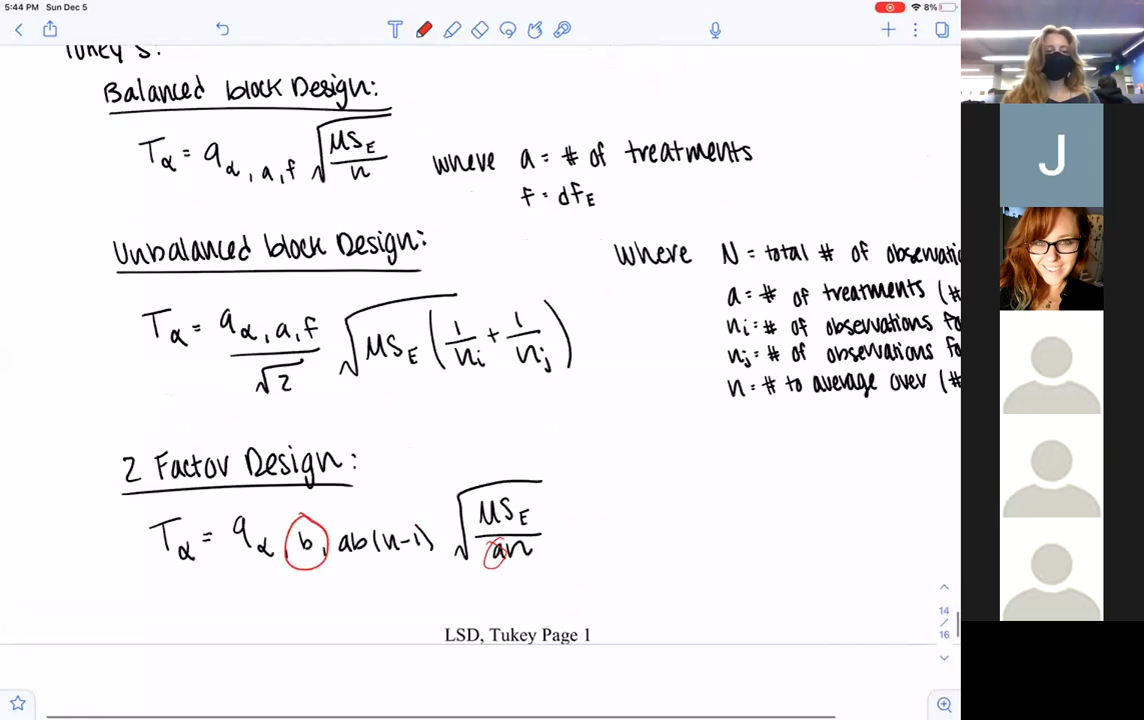 5:44 PM Sun Dec 5
8%
Tukey's:
Balanced block Design:
Tα = qα, a, f √(MSE/n) where a = # of treatments
f = dfE
Unbalanced block Design:
Where N = total # of observatio
a = # of treatments (#
ni = # of observations fo
nj = # of observations fo
n = # to average over (#
Tα = qα, a, f/√2 √(MSE (1/ni + 1/nj))
2 Factor Design:
Tα = qα, b, ab(n-1) √(MSE/an)
LSD, Tukey Page 1
14
/
16
J
T